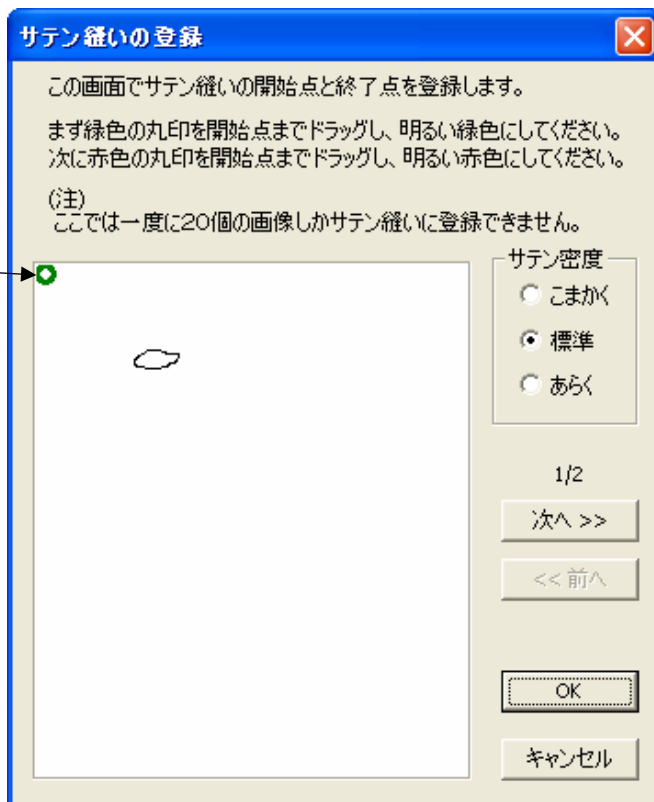 サテン縫いの登録
この画面でサテン縫いの開始点と終了点を登録します。
まず緑色の丸印を開始点までドラッグし、明るい緑色にしてください。
次に赤色の丸印を開始点までドラッグし、明るい赤色にしてください。
(注)
ここでは一度に20個の画像しかサテン縫いに登録できません。
サテン密度
こまかく
標準
あらく
1/2
次へ >>
<< 前へ
OK
キャンセル